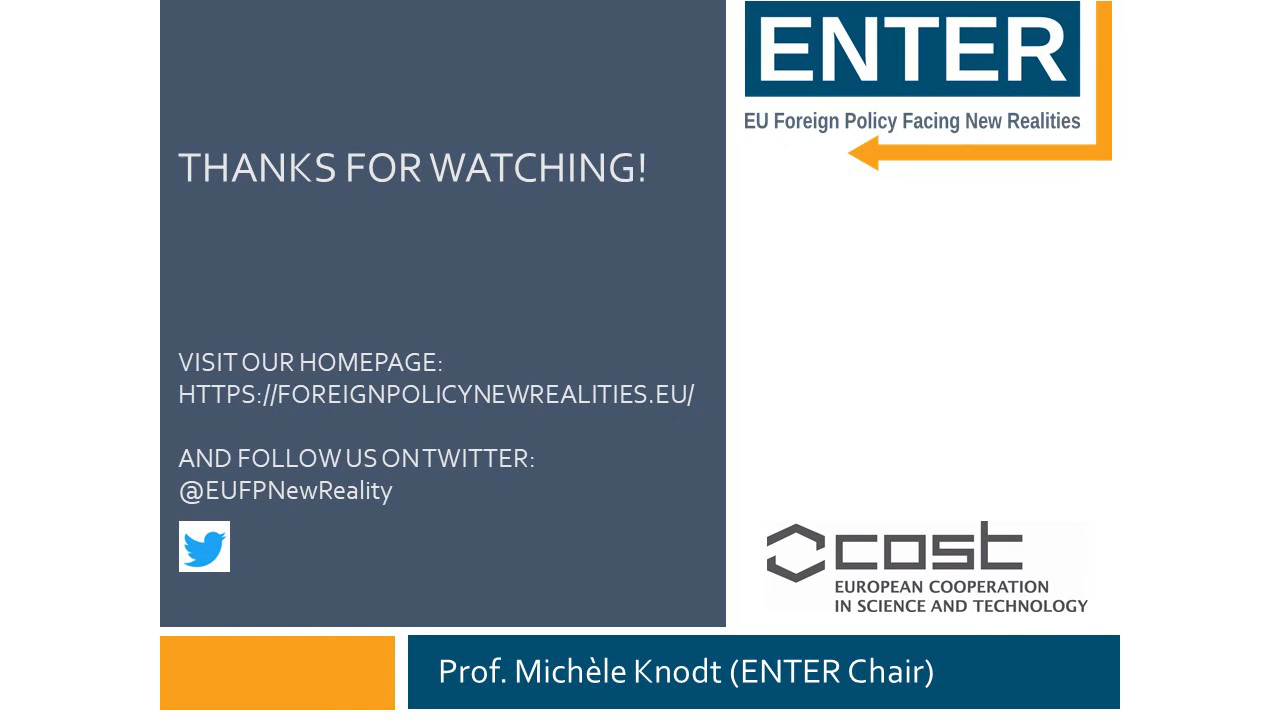 ENTER
EU Foreign Policy Facing New Realities
THANKS FOR WATCHING!
VISIT OUR HOMEPAGE:
HTTPS://FOREIGNPOLICYNEWREALITIES.EU/
AND FOLLOW US ON TWITTER:
@EUFPNewReality
cost
EUROPEAN COOPERATION
IN SCIENCE AND TECHNOLOGY
Prof. Michèle Knodt (ENTER Chair)